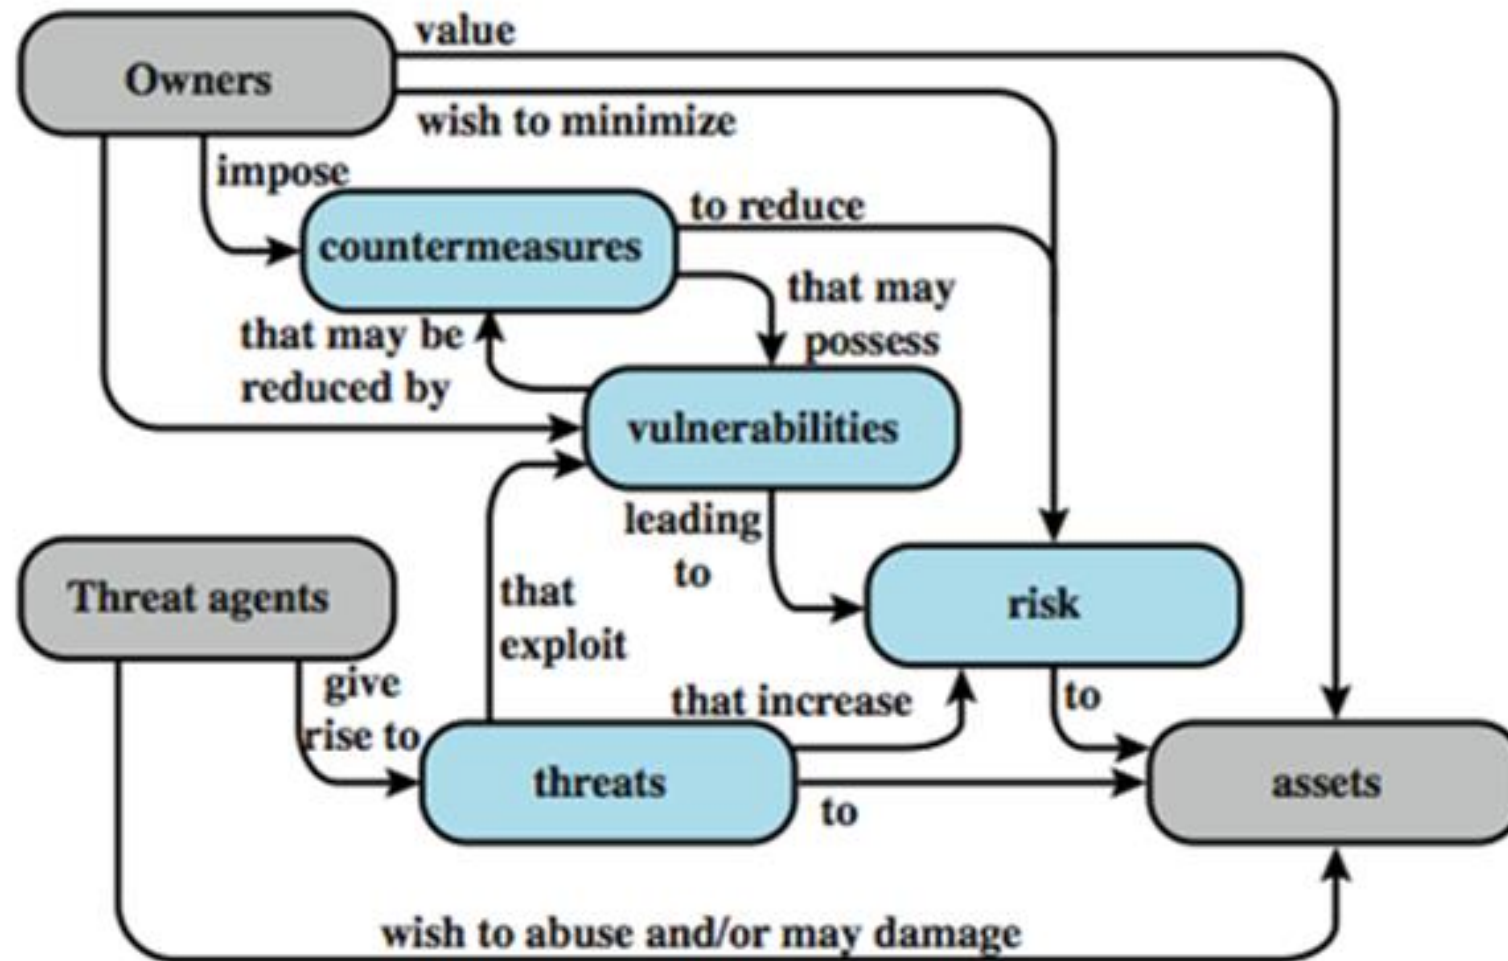 value
Owners
wish to minimize
impose
to reduce
countermeasures
that may
possess
that may be
reduced by
vulnerabilities
leading
to
Threat agents
that
exploit
risk
give
rise to
that increase
to
threats
to
assets
wish to abuse and/or may damage